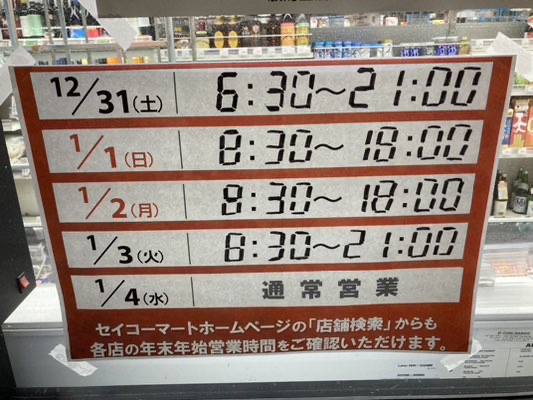 12/31(土) 6:30～21:00
1/1(日) 8:30～18:00
1/2(月) 8:30～18:00
1/3(火) 6:30～21:00
1/4(水) 通常営業
セイコーマートホームページの「店舗検索」からも
各店の年末年始営業時間をご確認いただけます。